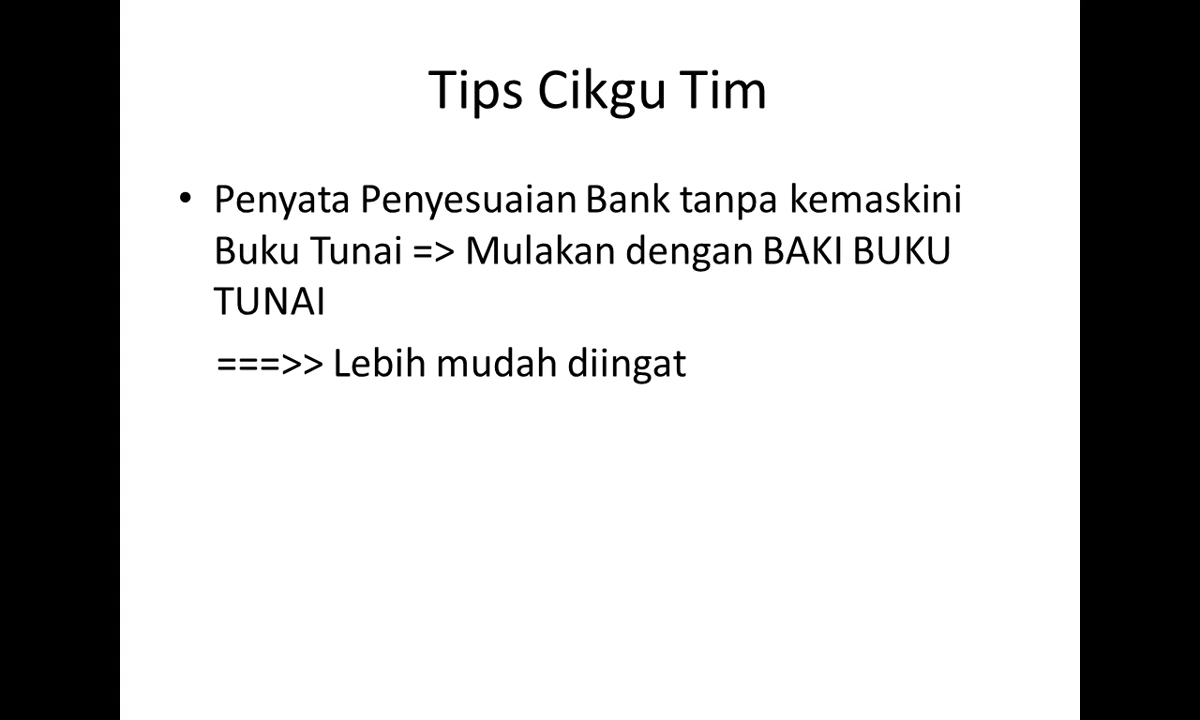 Tips Cikgu Tim
• Penyata Penyesuaian Bank tanpa kemaskini
Buku Tunai => Mulakan dengan BAKI BUKU
TUNAI
===>> Lebih mudah diingat